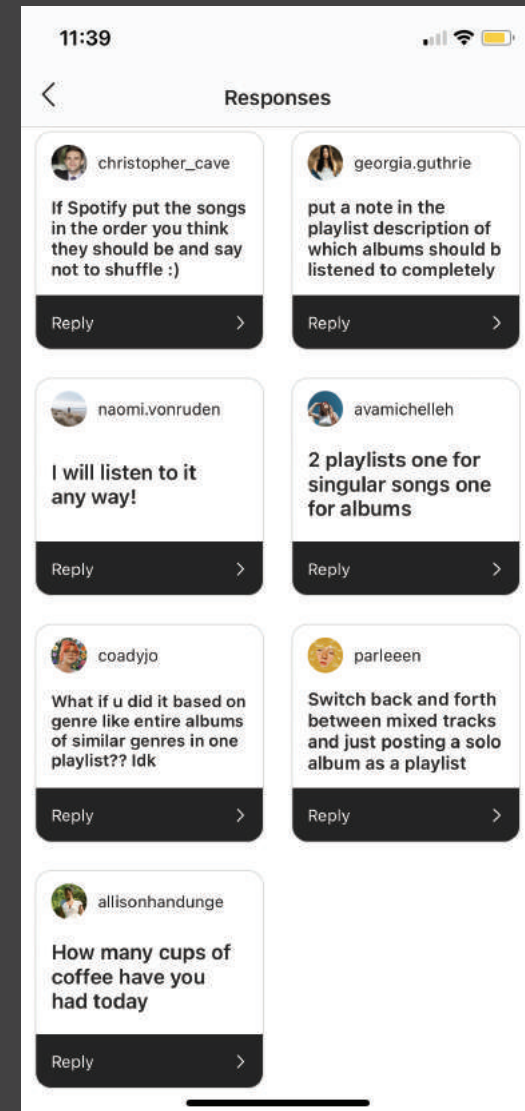 11:39
Responses
christopher_cave
If Spotify put the songs
in the order you think
they should be and say
not to shuffle :)
Reply
georgia.guthrie
put a note in the
playlist description of
which albums should b
listened to completely
Reply
naomi.vonruden
I will listen to it
any way!
Reply
avamichelleh
2 playlists one for
singular songs one
for albums
Reply
coadyjo
What if u did it based on
genre like entire albums
of similar genres in one
playlist?? Idk
Reply
parleeen
Switch back and forth
between mixed tracks
and just posting a solo
album as a playlist
Reply
allisonhandunge
How many cups of
coffee have you
had today
Reply